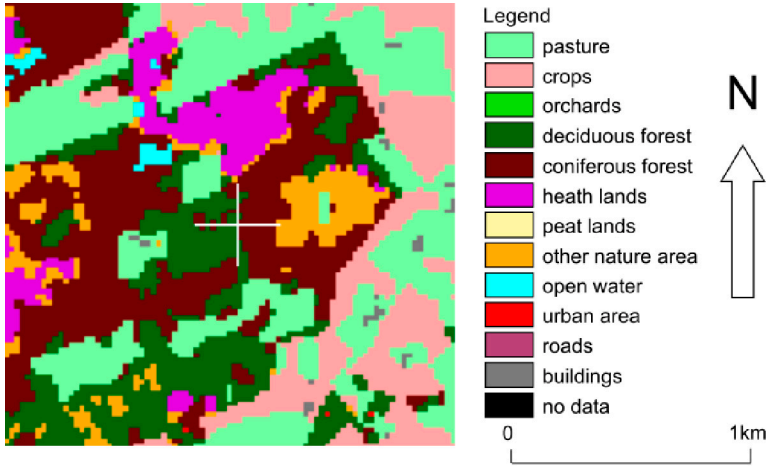 Legend
pasture
crops
orchards
deciduous forest
coniferous forest
heath lands
peat lands
other nature area
open water
urban area
roads
buildings
no data
N
0 1km